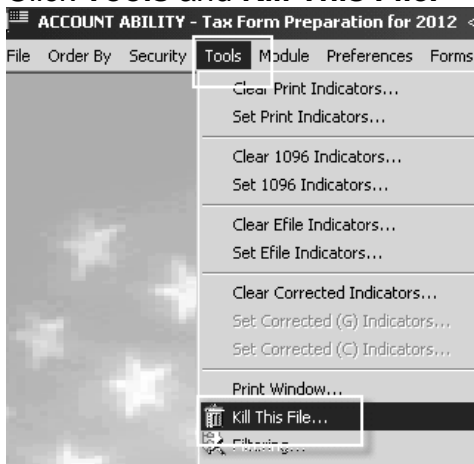 Click Tools and Kill This File.
ACCOUNT ABILITY - Tax Form Preparation for 2012 <
File Order By Security Tools Module Preferences Forms
Clear Print Indicators...
Set Print Indicators...
Clear 1096 Indicators...
Set 1096 Indicators...
Clear Efile Indicators...
Set Efile Indicators...
Clear Corrected Indicators...
Set Corrected (G) Indicators...
Set Corrected (C) Indicators...
Print Window...
Kill This File...
Filtering...